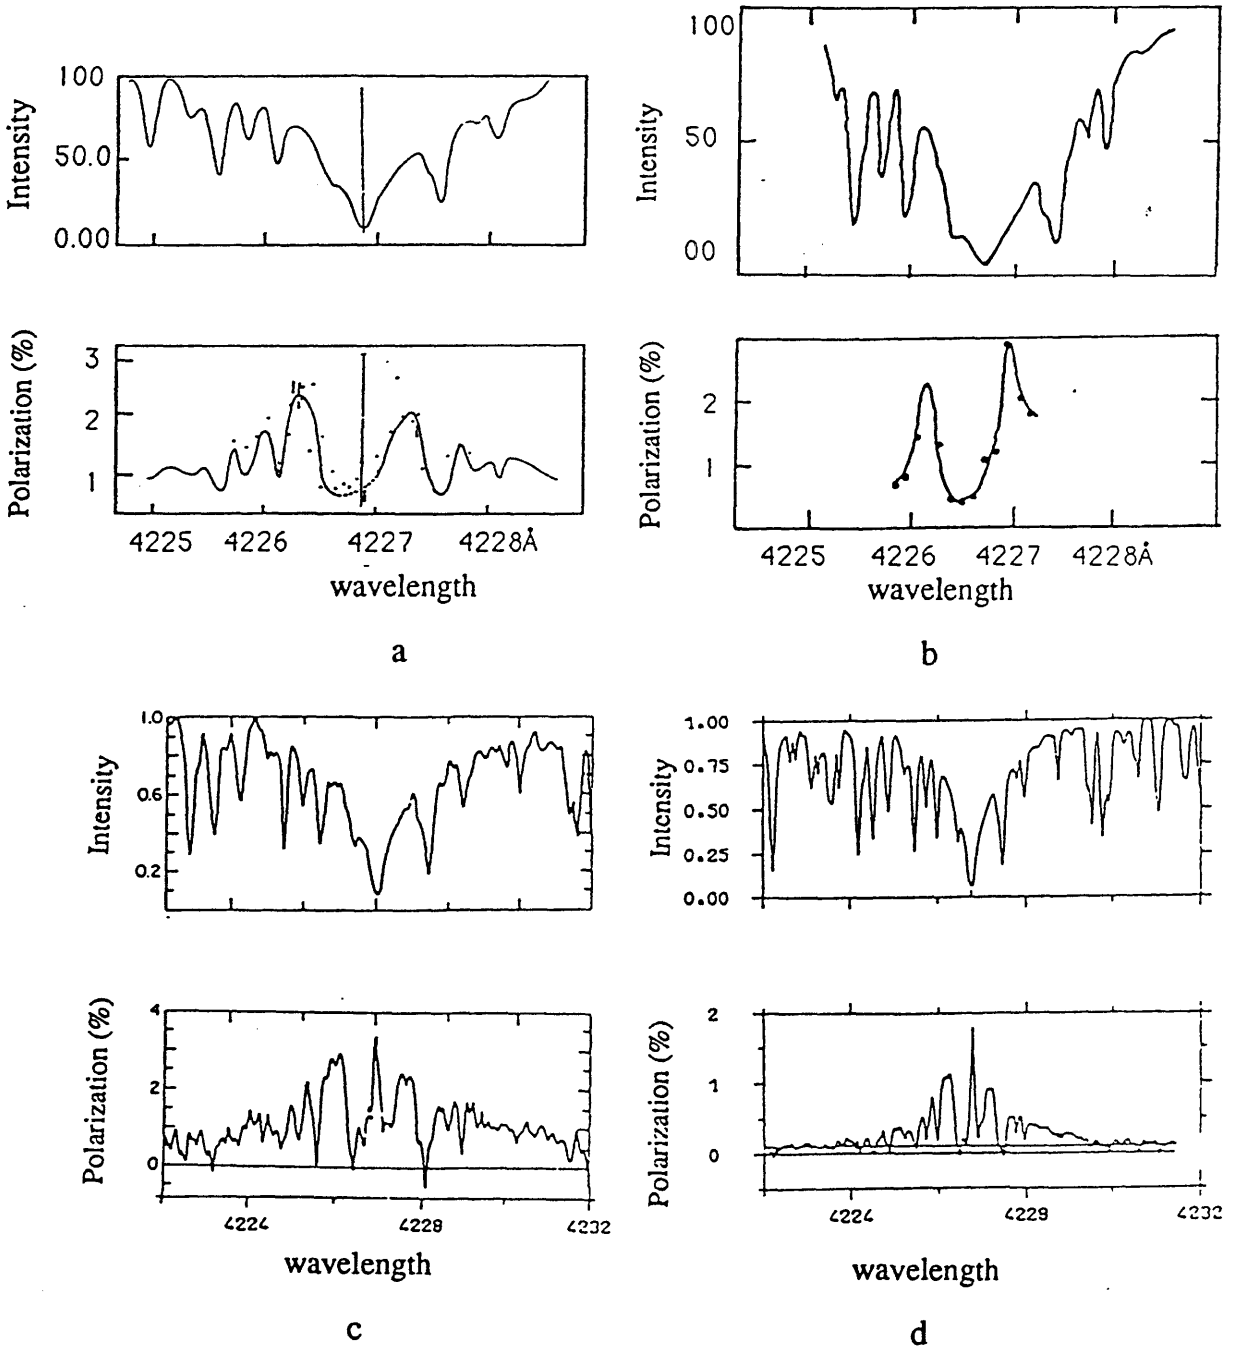 Intensity
100
50.0
0.00
Polarization (%)
3
2
1
4225 4226 4227 4228Å
wavelength
a
Intensity
100
50
00
Polarization (%)
2
1
4225 4226 4227 4228Å
wavelength
b
Intensity
1.0
0.6
0.2
Polarization (%)
4
2
0
4224 4228 4232
wavelength
c
Intensity
1.00
0.75
0.50
0.25
0.00
Polarization (%)
2
1
0
4224 4228 4232
wavelength
d